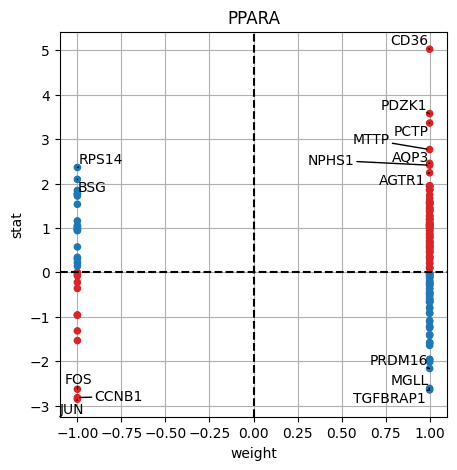 PPARA
CD36
5
4
PDZK1
PCTP
3
MTTP
RPS14
NPHS1
AQP3
2
BSG
AGTR1
stat
1
0
−1
−2
PRDM16
FOS
MGLL
CCNB1
TGFBRAP1
−3
JUN
−1.00 −0.75 −0.50 −0.25 0.00 0.25 0.50 0.75 1.00
weight